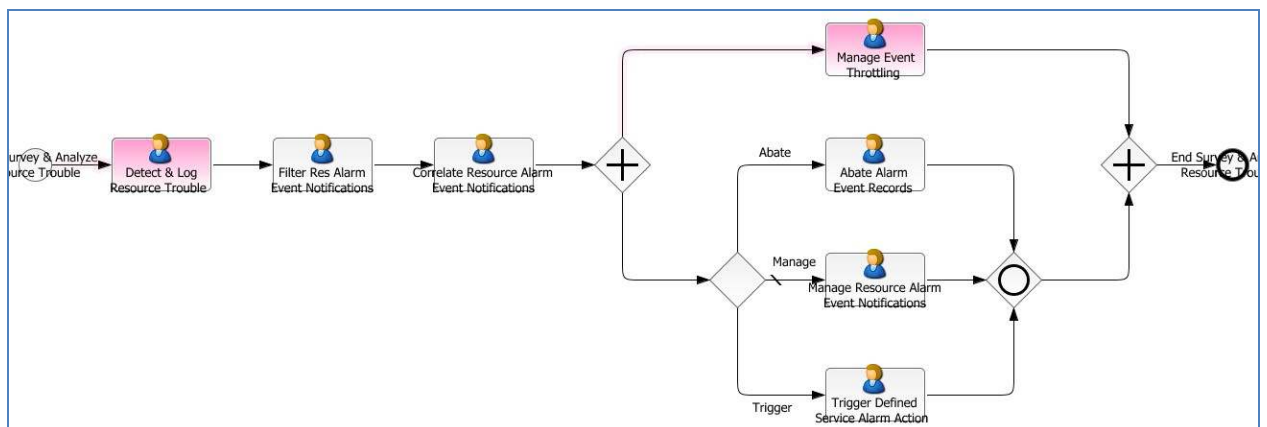 urvey & Analyze
ource Trouble
Detect & Log
Resource Trouble
Filter Res Alarm
Event Notifications
Correlate Resource Alarm
Event Notifications
Manage Event
Throttling
Abate
Abate Alarm
Event Records
Manage
Manage Resource Alarm
Event Notifications
Trigger
Trigger Defined
Service Alarm Action
End Survey & A
Resource Trou